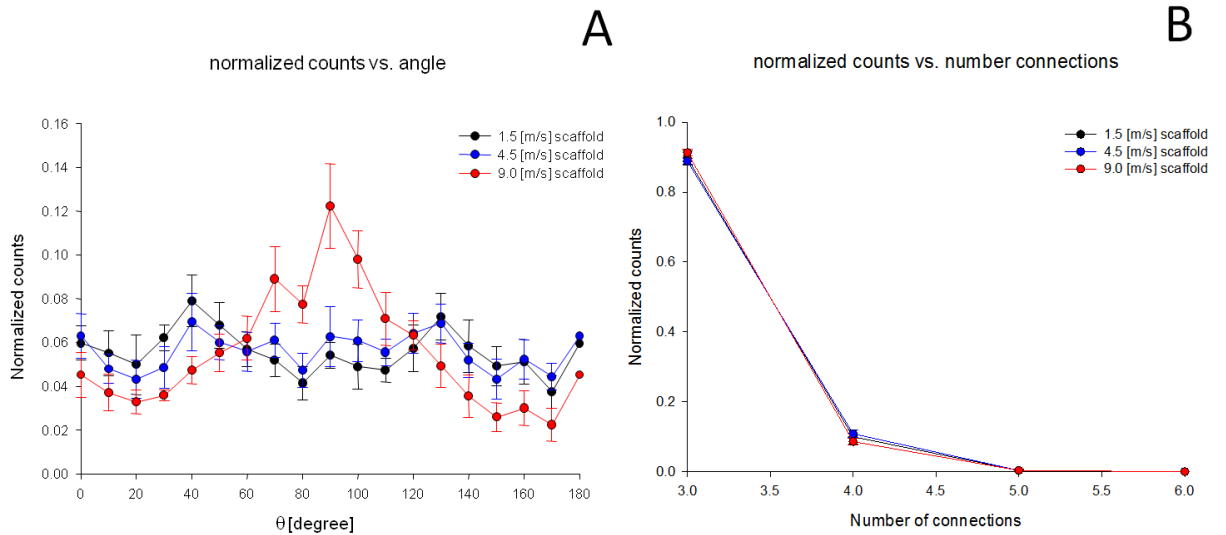 A
normalized counts vs. angle
0.16
0.14
0.12
0.10
0.08
0.06
0.04
0.02
0.00
Normalized counts
1.5 [m/s] scaffold
4.5 [m/s] scaffold
9.0 [m/s] scaffold
0 20 40 60 80 100 120 140 160 180
θ [degree]
B
normalized counts vs. number connections
1.0
0.8
0.6
0.4
0.2
0.0
Normalized counts
1.5 [m/s] scaffold
4.5 [m/s] scaffold
9.0 [m/s] scaffold
3.0 3.5 4.0 4.5 5.0 5.5 6.0
Number of connections